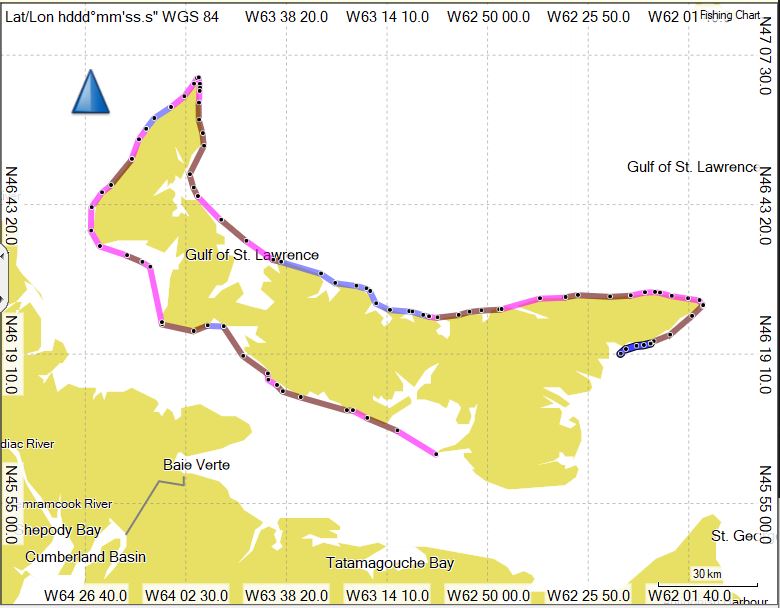 Lat/Lon hddd°mm'ss.s" WGS 84
W63 38 20.0
W63 14 10.0
W62 50 00.0
W62 25 50.0
W62 01
Fishing Chart
N47 07 30.0
Gulf of St. Lawrence
N46 43 20.0
N46 43 20.0
Gulf of St. Lawrence
N46 19 10.0
N46 19 10.0
diac River
Baie Verte
mramcook River
N45 55 00.0
N45 55 00.0
hepody Bay
St. Geo
Cumberland Basin
Tatamagouche Bay
30 km
W64 26 40.0
W64 02 30.0
W63 38 20.0
W63 14 10.0
W62 50 00.0
W62 25 50.0
W62 01 40.0
arbour